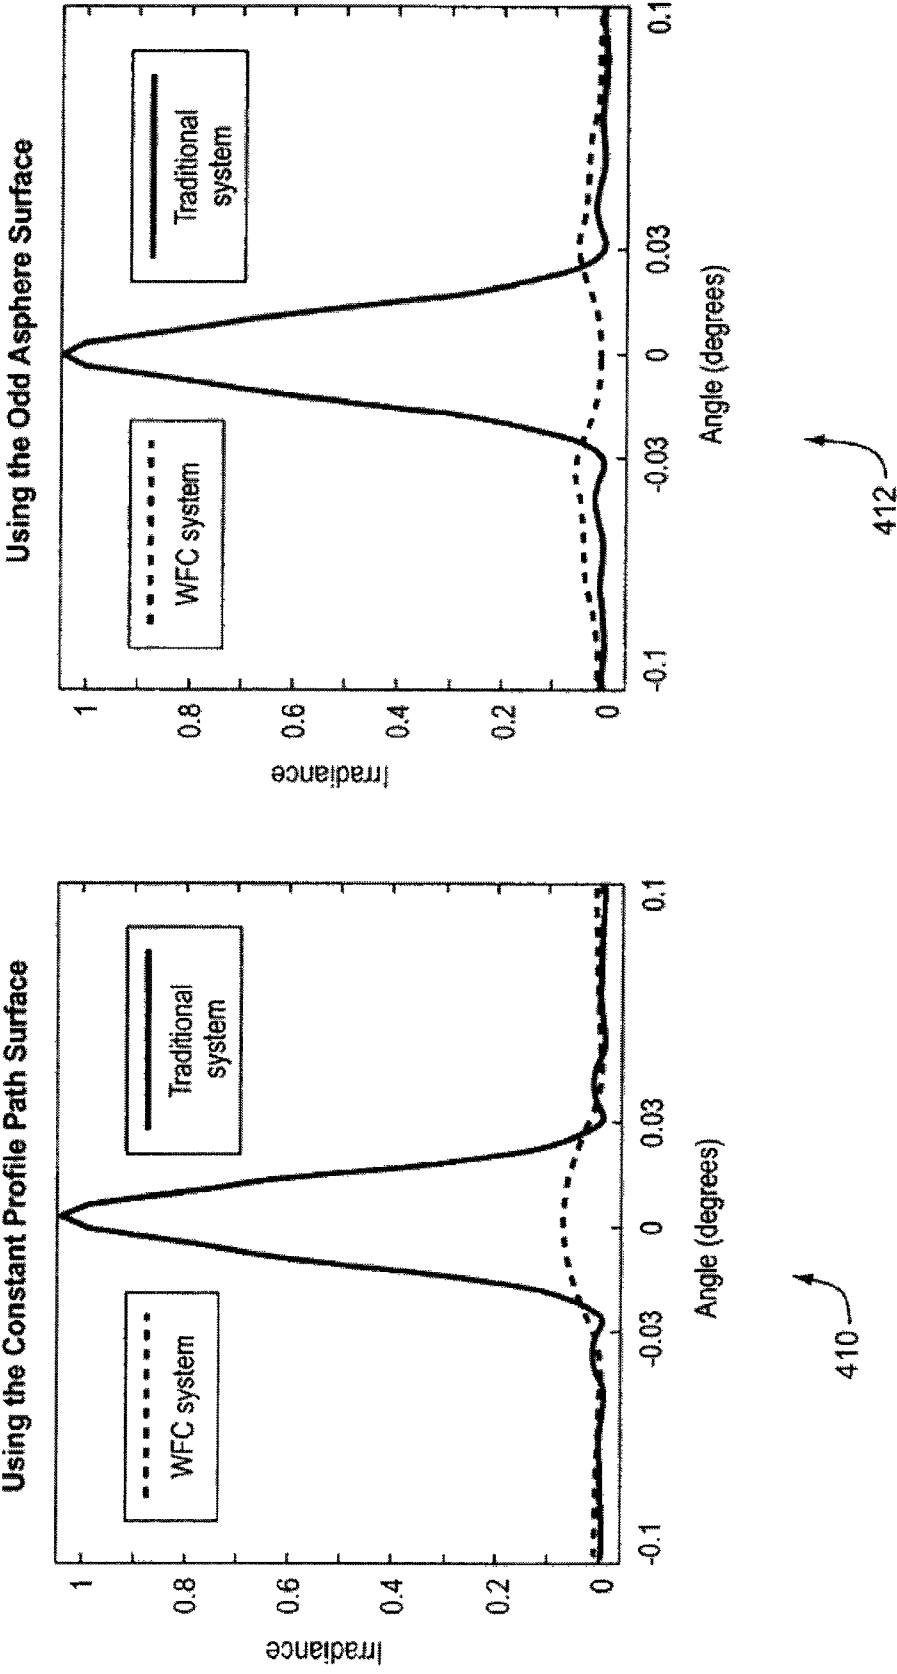 Using the Constant Profile Path Surface
Irradiance
1
0.8
0.6
0.4
0.2
0
WFC system
Traditional
system
-0.1
-0.03
0
0.03
0.1
Angle (degrees)
410
Using the Odd Asphere Surface
Irradiance
1
0.8
0.6
0.4
0.2
0
WFC system
Traditional
system
-0.1
-0.03
0
0.03
0.1
Angle (degrees)
412